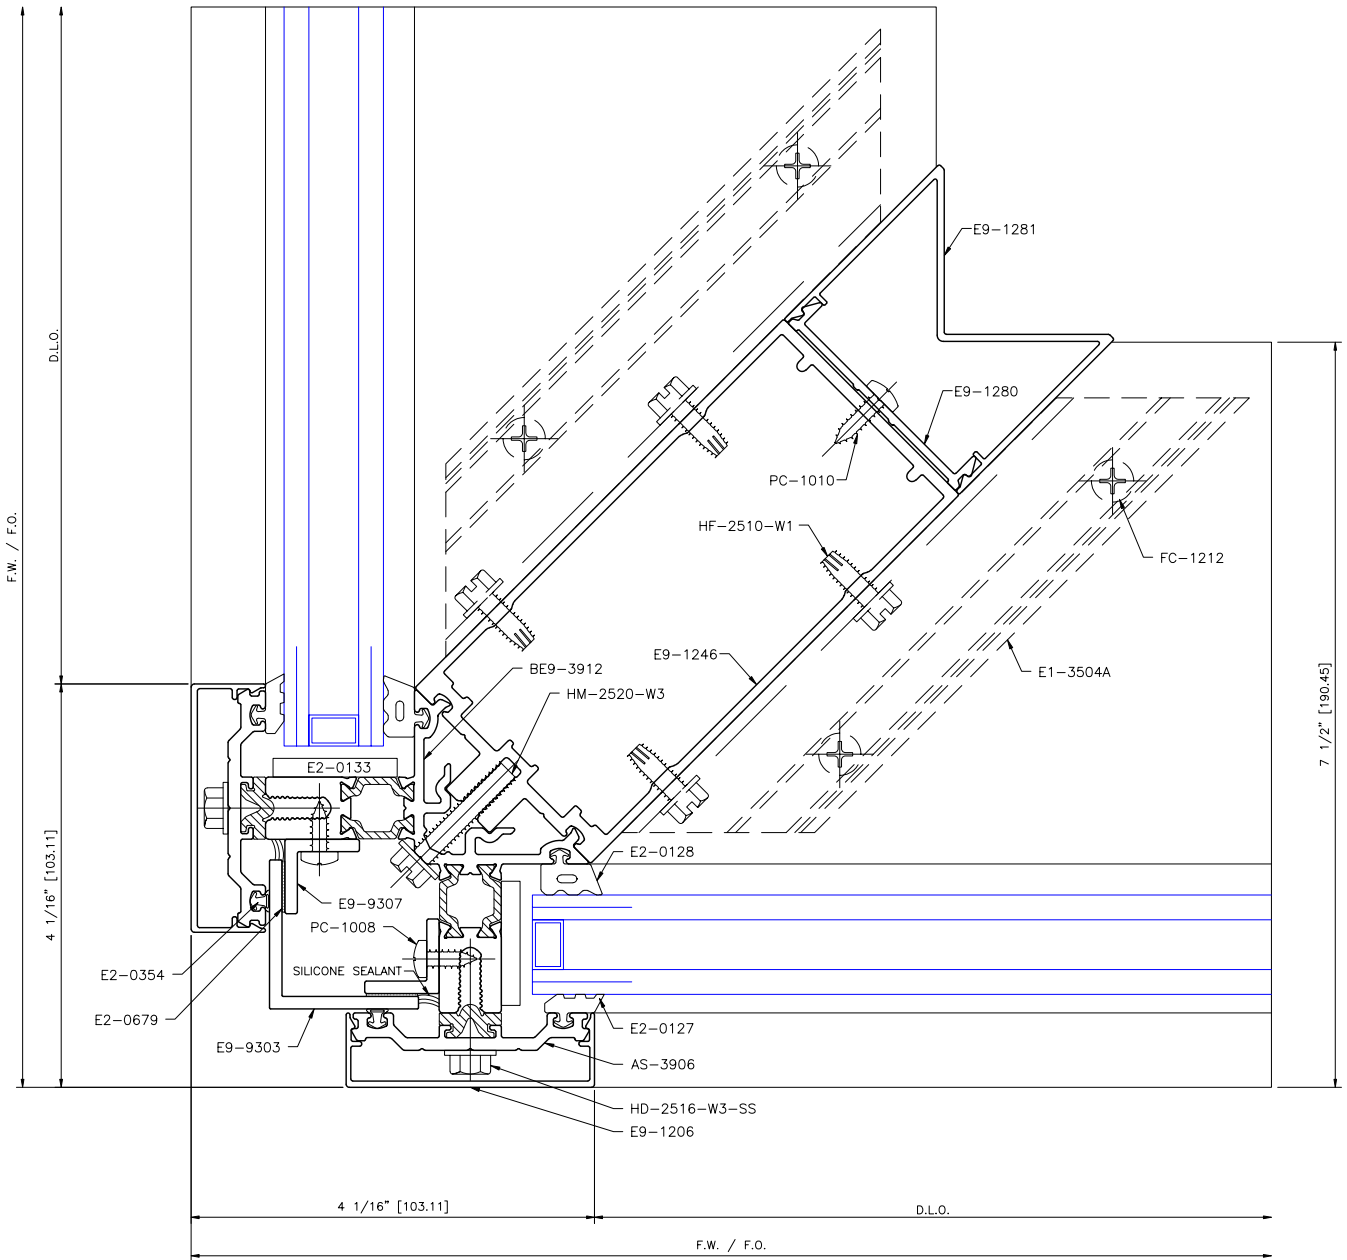 E9-1281
D.L.O.
E9-1280
PC-1010
HF-2510-W1
FC-1212
F.W. / F.O.
E9-1246
BE9-3912
E1-3504A
HM-2520-W3
7 1/2" [190.45]
E2-0133
E2-0128
4 1/16" [103.11]
E9-9307
PC-1008
SILICONE SEALANT
E2-0354
E2-0679
E9-9303
E2-0127
AS-3906
HD-2516-W3-SS
E9-1206
4 1/16" [103.11]
D.L.O.
F.W. / F.O.